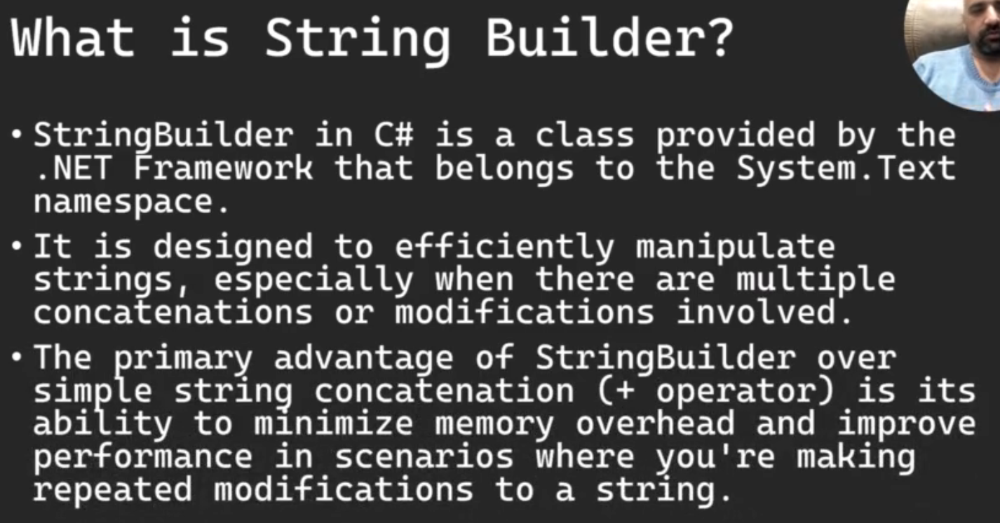 What is String Builder?
• StringBuilder in C# is a class provided by the
.NET Framework that belongs to the System.Text
namespace.
• It is designed to efficiently manipulate
strings, especially when there are multiple
concatenations or modifications involved.
• The primary advantage of StringBuilder over
simple string concatenation (+ operator) is its
ability to minimize memory overhead and improve
performance in scenarios where you're making
repeated modifications to a string.